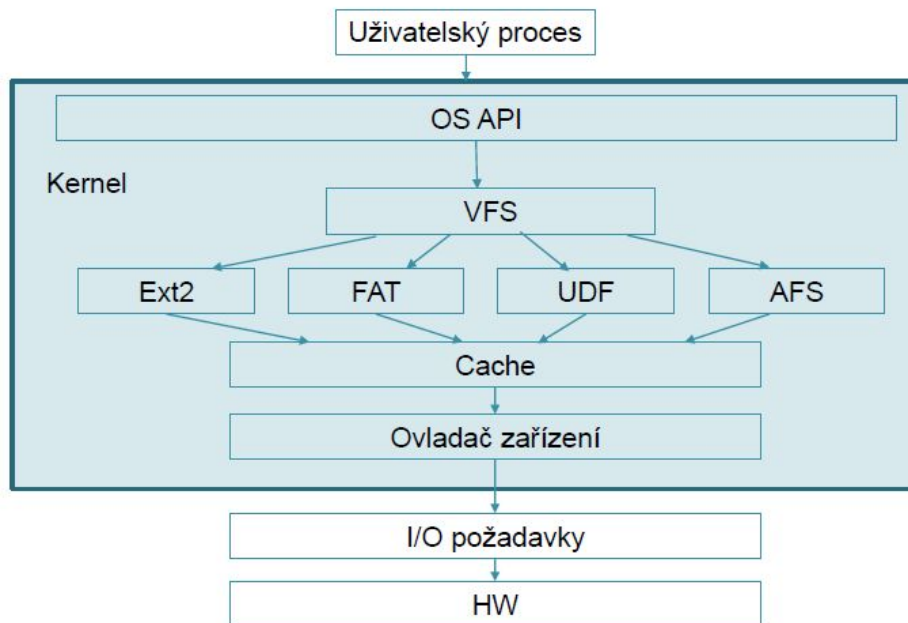 Uživatelský proces
OS API
Kernel
VFS
Ext2 FAT UDF AFS
Cache
Ovladač zařízení
I/O požadavky
HW